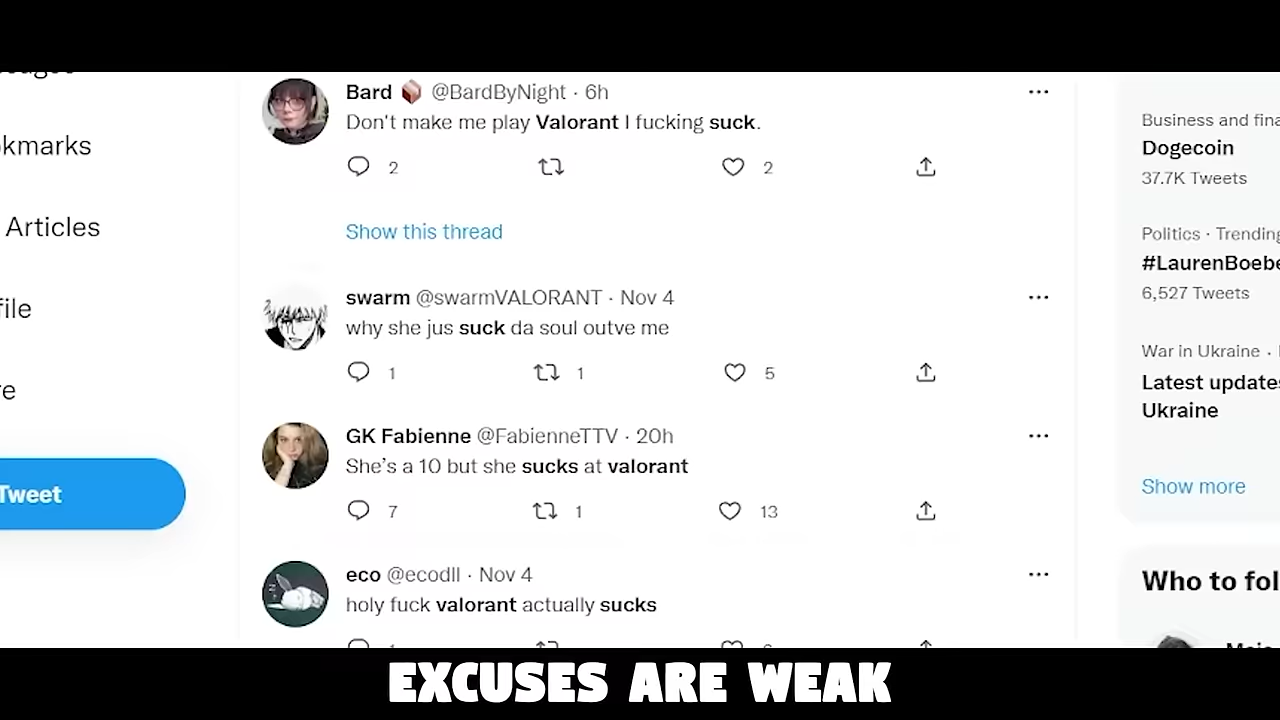 kmarks
Articles
file
re
Tweet
Bard @BardByNight · 6h
Don't make me play Valorant I fucking suck.
2 2
Show this thread
swarm @swarmVALORANT · Nov 4
why she jus suck da soul outve me
1 1 5
GK Fabienne @FabienneTTV · 20h
She's a 10 but she sucks at valorant
7 1 13
eco @ecodll · Nov 4
holy fuck valorant actually sucks
Business and fina
Dogecoin
37.7K Tweets
Politics · Trending
#LaurenBoebe
6,527 Tweets
War in Ukraine ·
Latest updates
Ukraine
Show more
Who to fol
EXCUSES ARE WEAK